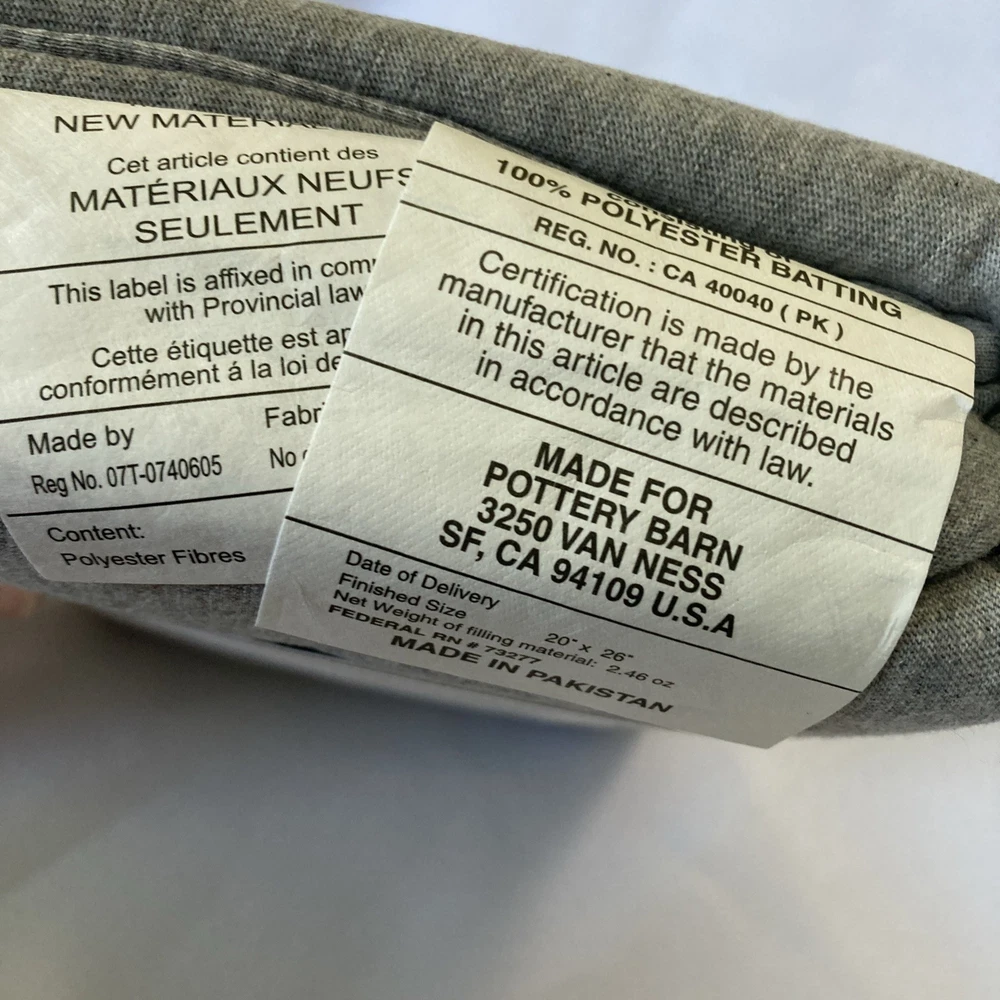 NEW MATERIAL
Cet article contient des
MATÉRIAUX NEUFS
SEULEMENT
This label is affixed in
with Provincial law
Cette étiquette est
conformément á la loi de
Made by
Reg No. 07T-0740605
No
Content:
Polyester Fibres
consisting of
100% POLYESTER BATTING
REG. NO. : CA 40040 ( PK )
Certification is made by the
manufacturer that the materials
in this article are described
in accordance with law.
MADE FOR
POTTERY BARN
3250 VAN NESS
SF, CA 94109 U.S.A
Date of Delivery
Finished Size 20" x 26"
Net Weight of filling material: 2.46 oz
FEDERAL RN # 73277
MADE IN PAKISTAN